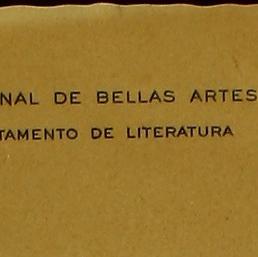 NAL DE BELLAS ARTES
TAMENTO DE LITERATURA